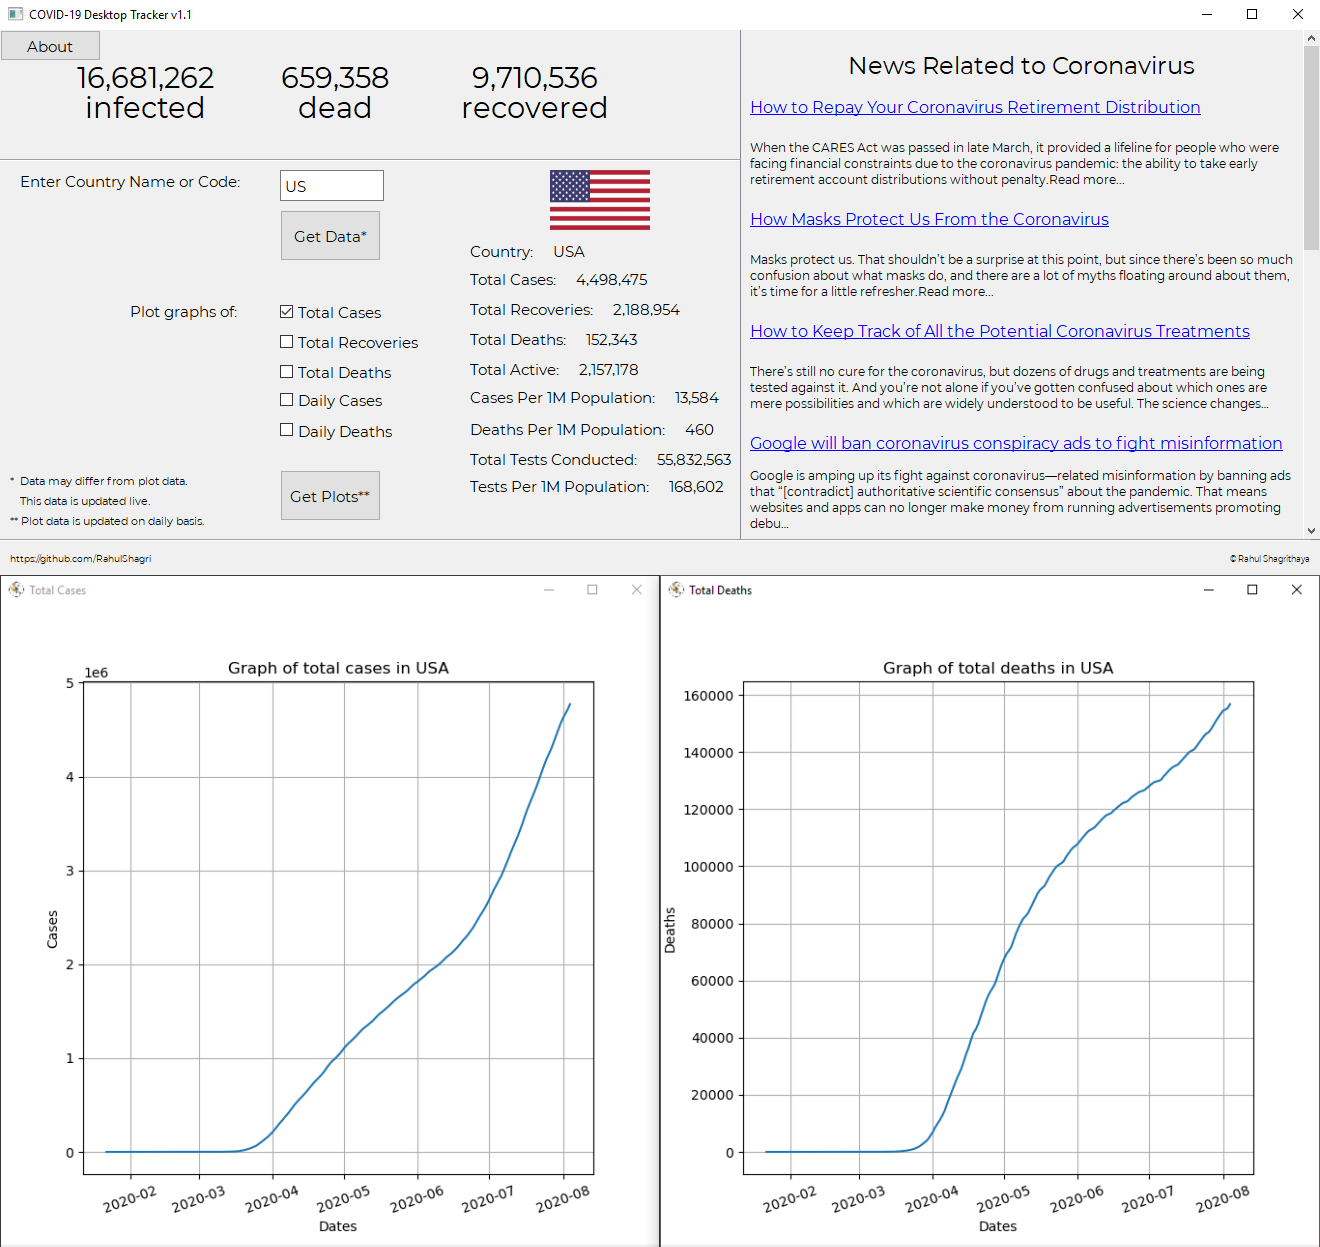 COVID-19 Desktop Tracker v1.1
About
16,681,262
infected
659,358
dead
9,710,536
recovered
Enter Country Name or Code:
US
Get Data*
Plot graphs of:
Total Cases
Total Recoveries
Total Deaths
Daily Cases
Daily Deaths
Get Plots**
* Data may differ from plot data.
This data is updated live.
** Plot data is updated on daily basis.
Country: USA
Total Cases: 4,498,475
Total Recoveries: 2,188,954
Total Deaths: 152,343
Total Active: 2,157,178
Cases Per 1M Population: 13,584
Deaths Per 1M Population: 460
Total Tests Conducted: 55,832,563
Tests Per 1M Population: 168,602
News Related to Coronavirus
How to Repay Your Coronavirus Retirement Distribution
When the CARES Act was passed in late March, it provided a lifeline for people who were
facing financial constraints due to the coronavirus pandemic: the ability to take early
retirement account distributions without penalty.Read more...
How Masks Protect Us From the Coronavirus
Masks protect us. That shouldn't be a surprise at this point, but since there's been so much
confusion about what masks do, and there are a lot of myths floating around about them,
it's time for a little refresher.Read more...
How to Keep Track of All the Potential Coronavirus Treatments
There's still no cure for the coronavirus, but dozens of drugs and treatments are being
tested against it. And you're not alone if you've gotten confused about which ones are
mere possibilities and which are widely understood to be useful. The science changes...
Google will ban coronavirus conspiracy ads to fight misinformation
Google is amping up its fight against coronavirus—related misinformation by banning ads
that “[contradict] authoritative scientific consensus” about the pandemic. That means
websites and apps can no longer make money from running advertisements promoting
debu...
https://github.com/RahulShagri
© Rahul Shagrithaya
Total Cases
Graph of total cases in USA
1e6
5
4
3
2
1
0
Cases
2020-02 2020-03 2020-04 2020-05 2020-06 2020-07 2020-08
Dates
Total Deaths
Graph of total deaths in USA
160000
140000
120000
100000
80000
60000
40000
20000
0
Deaths
2020-02 2020-03 2020-04 2020-05 2020-06 2020-07 2020-08
Dates